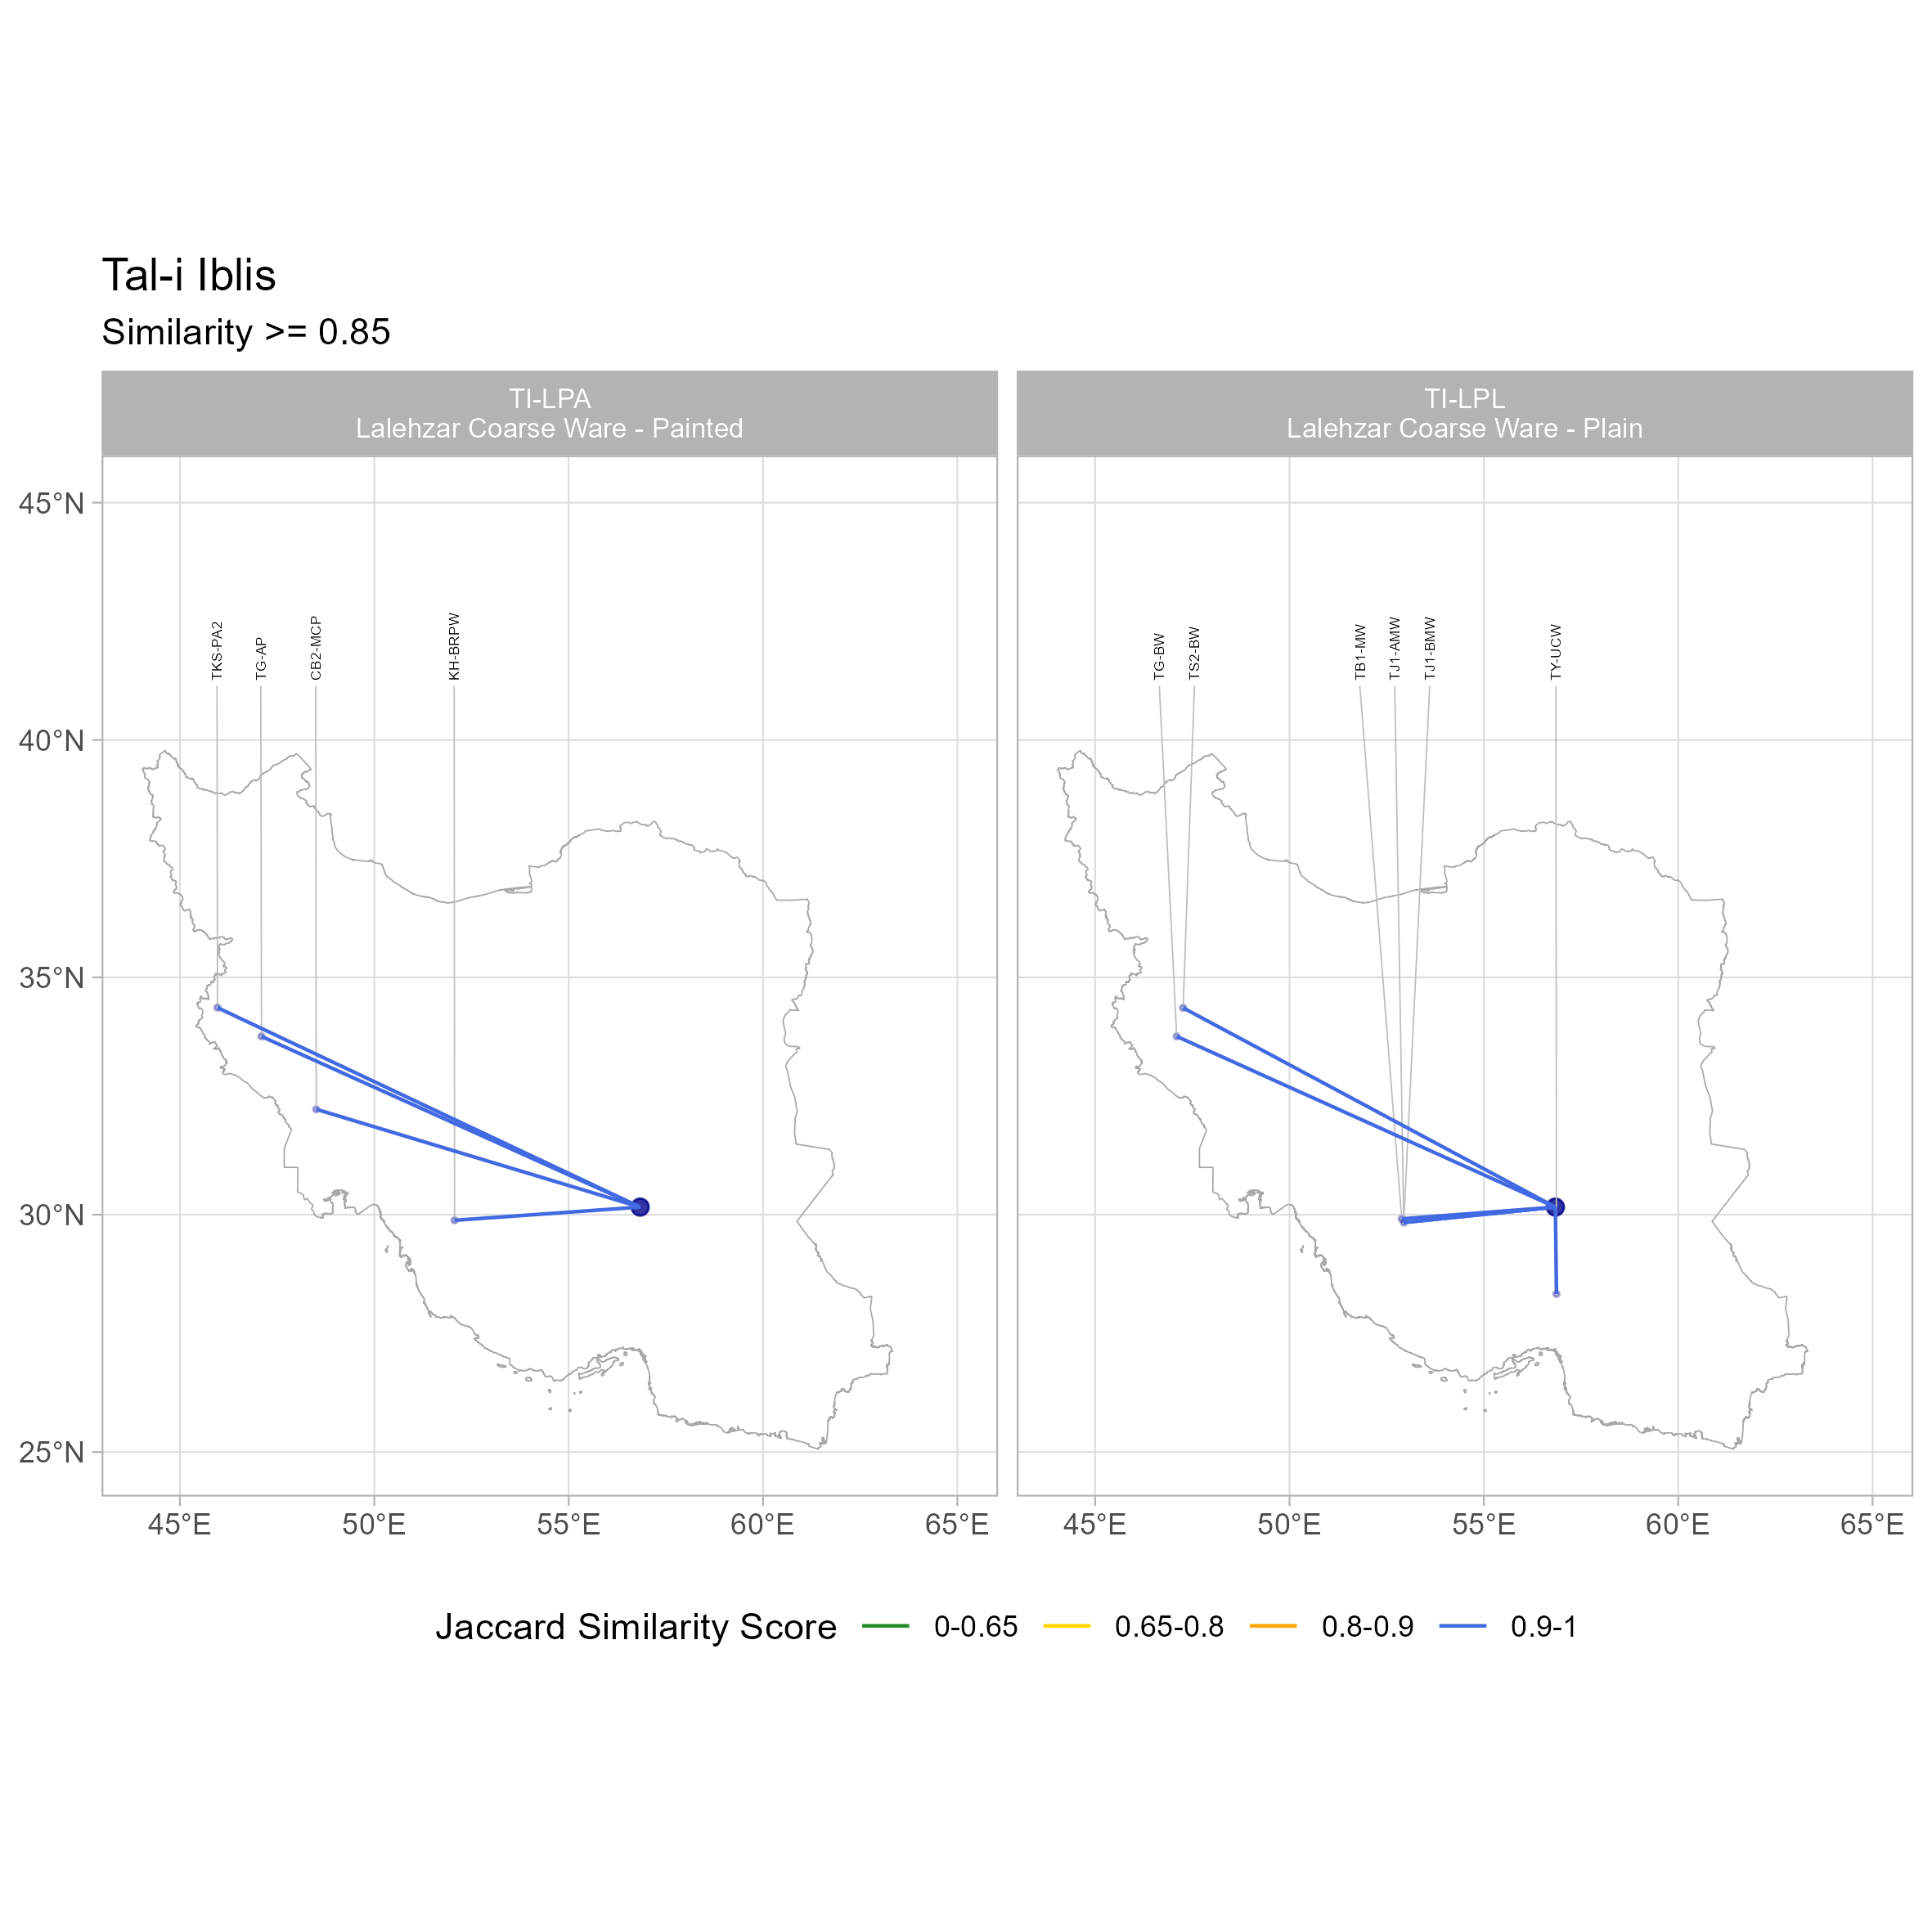 Tal-i Iblis
Similarity >= 0.85
TI-LPA
Lalehzar Coarse Ware - Painted
TI-LPL
Lalehzar Coarse Ware - Plain
45°N
40°N
35°N
30°N
25°N
TKS-PA2
TG-AP
CB2-MCP
KH-BRPW
TG-BW
TS2-BW
TB1-MW
TJ1-AMW
TJ1-BMW
TY-UCW
45°E 50°E 55°E 60°E 65°E
45°E 50°E 55°E 60°E 65°E
Jaccard Similarity Score 0-0.65 0.65-0.8 0.8-0.9 0.9-1